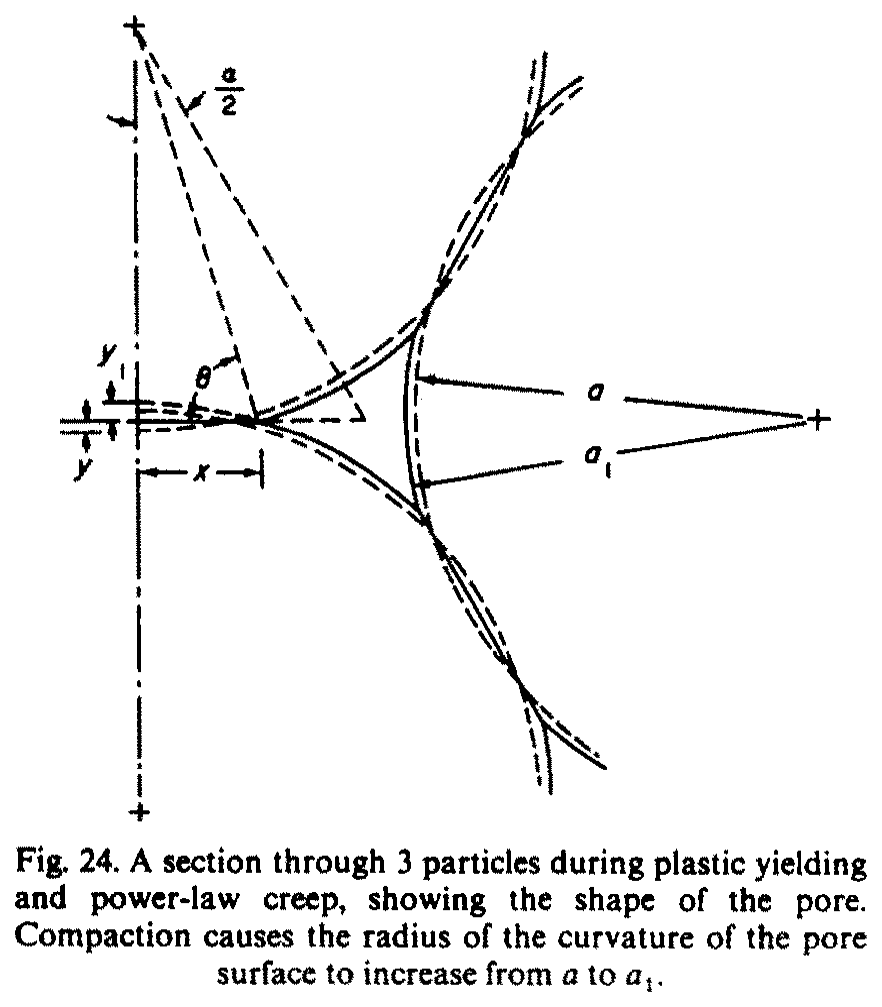 a
2
y₁
θ
y
x
a
a₁
Fig. 24. A section through 3 particles during plastic yielding
and power-law creep, showing the shape of the pore.
Compaction causes the radius of the curvature of the pore
surface to increase from a to a₁.